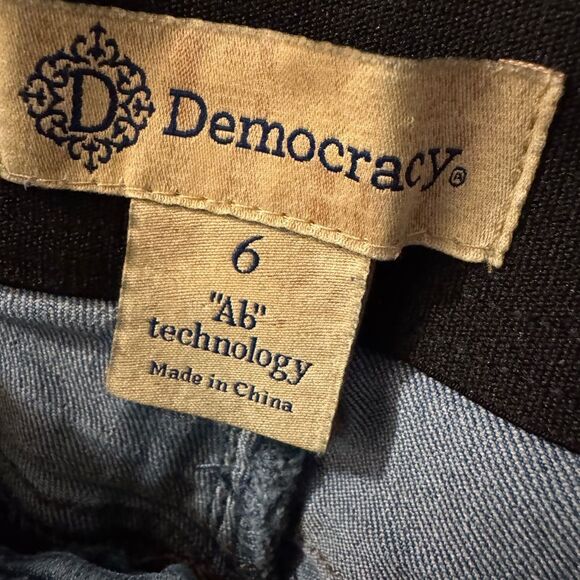 D Democracy®
6
"Ab"
technology
Made in China